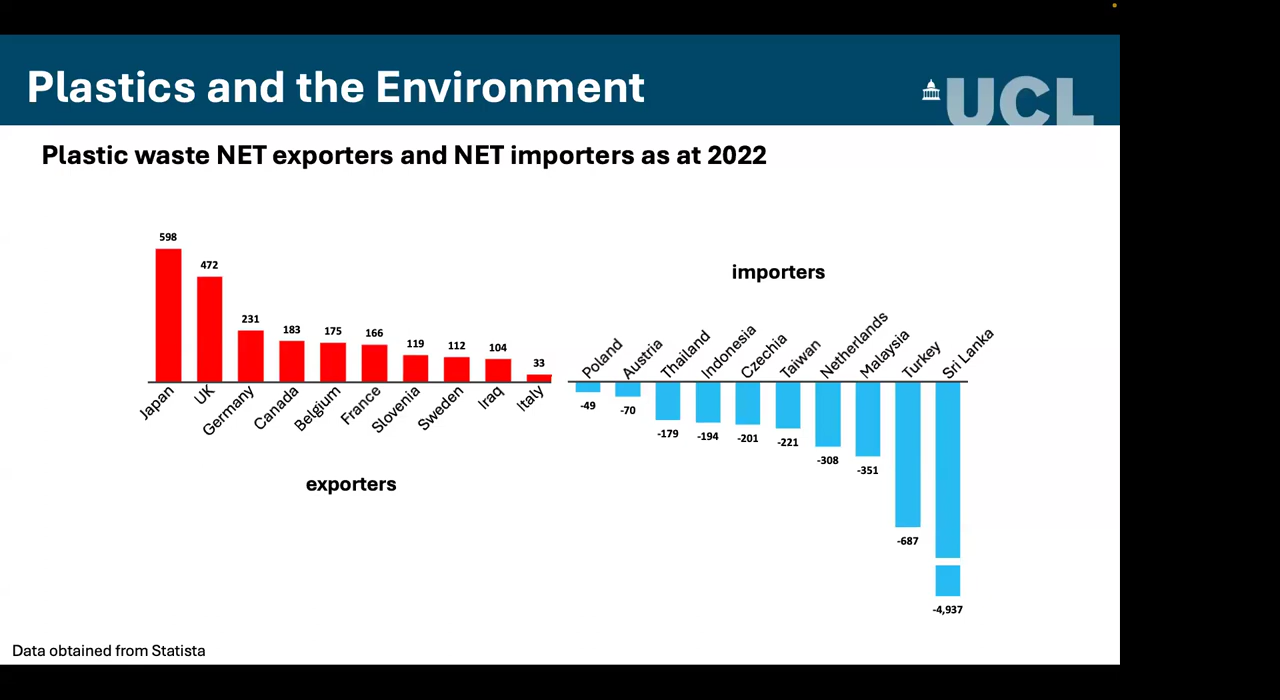 Plastics and the Environment
UCL
Plastic waste NET exporters and NET importers as at 2022
598
472
231
183
175
166
119
112
104
33
Japan
UK
Germany
Canada
Belgium
France
Slovenia
Sweden
Iraq
Italy
exporters
importers
Poland
Austria
Thailand
Indonesia
Czechia
Taiwan
Netherlands
Malaysia
Turkey
Sri Lanka
-49
-70
-179
-194
-201
-221
-308
-351
-687
-4,937
Data obtained from Statista